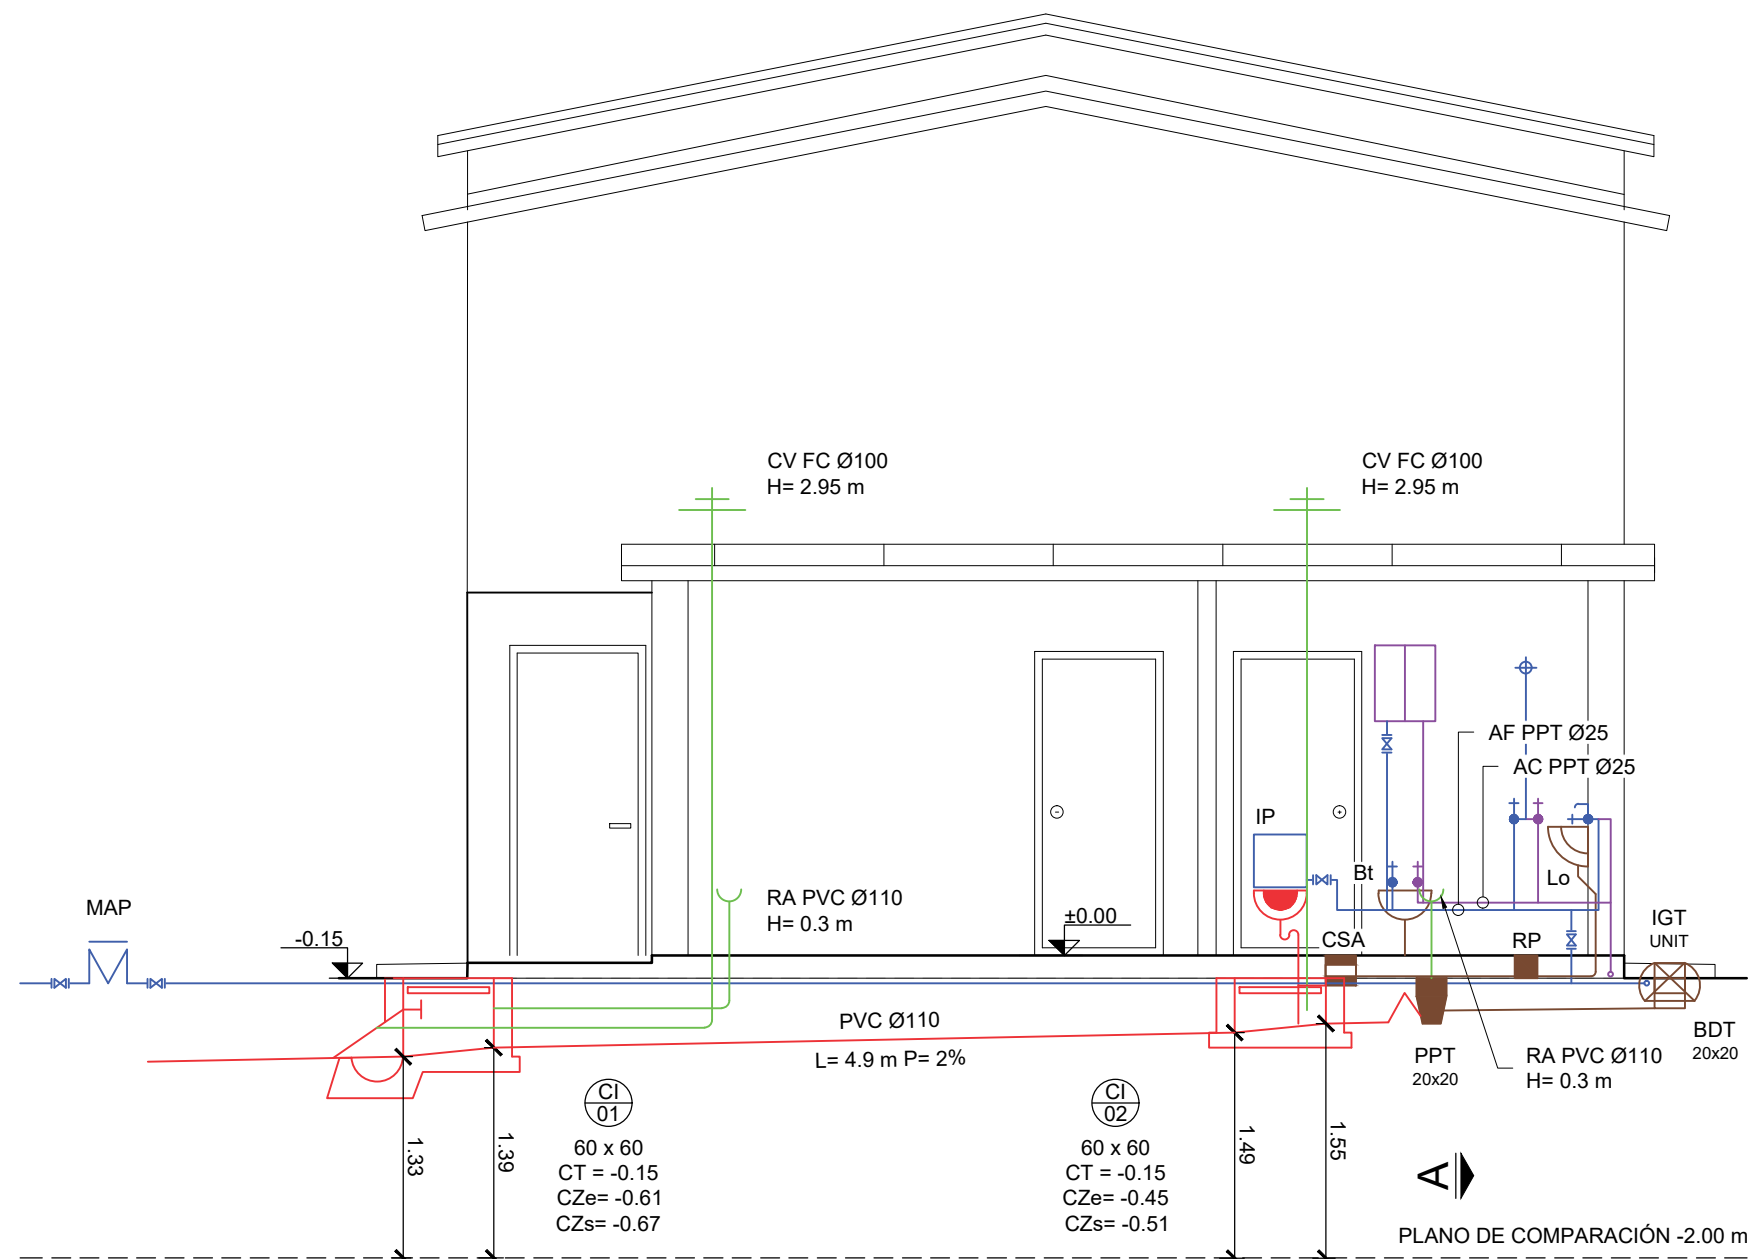 CV FC Ø100
H= 2.95 m
CV FC Ø100
H= 2.95 m
AF PPT Ø25
AC PPT Ø25
IP
Bt
Lo
RA PVC Ø110
H= 0.3 m
MAP
-0.15
±0.00
CSA
RP
IGT
UNIT
PVC Ø110
L= 4.9 m P= 2%
PPT
20x20
RA PVC Ø110
H= 0.3 m
BDT
20x20
CI
01
60 x 60
CT = -0.15
CZe= -0.61
CZs= -0.67
CI
02
60 x 60
CT = -0.15
CZe= -0.45
CZs= -0.51
1.33
1.39
1.49
1.55
A
PLANO DE COMPARACIÓN -2.00 m